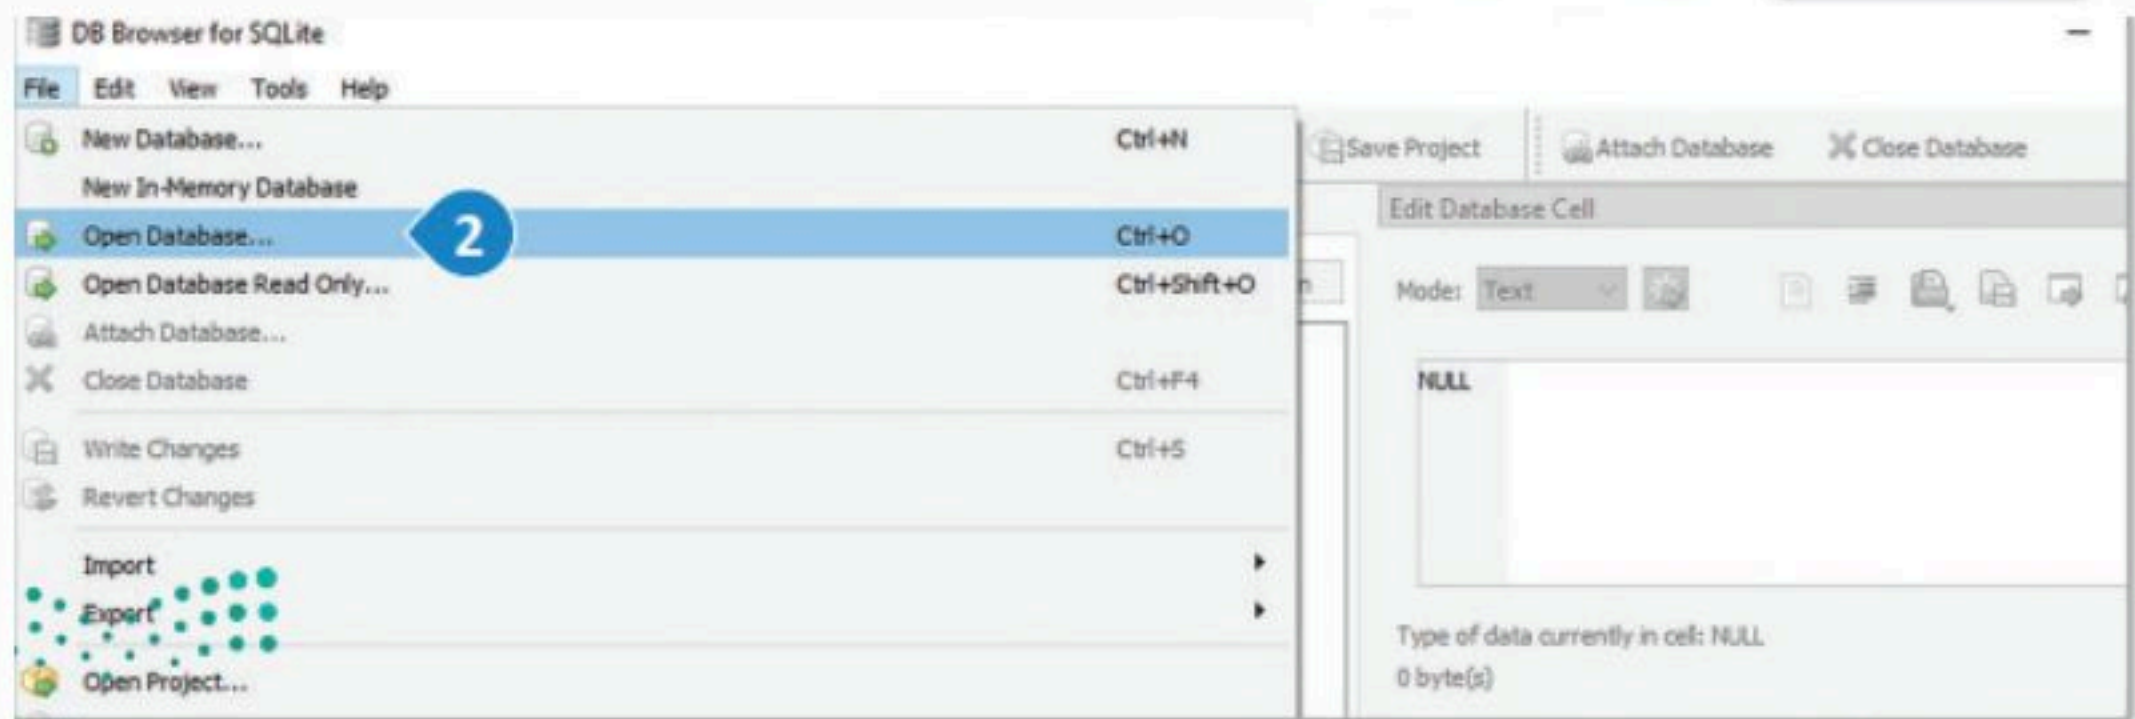 DB Browser for SQLite
File Edit View Tools Help
New Database... Ctrl+N
New In-Memory Database
Open Database... 2 Ctrl+O
Open Database Read Only... Ctrl+Shift+O
Attach Database...
Close Database Ctrl+F4
Write Changes Ctrl+S
Revert Changes
Import
Export
Open Project...
Save Project Attach Database Close Database
Edit Database Cell
Mode: Text
NULL
Type of data currently in cell: NULL
0 byte(s)